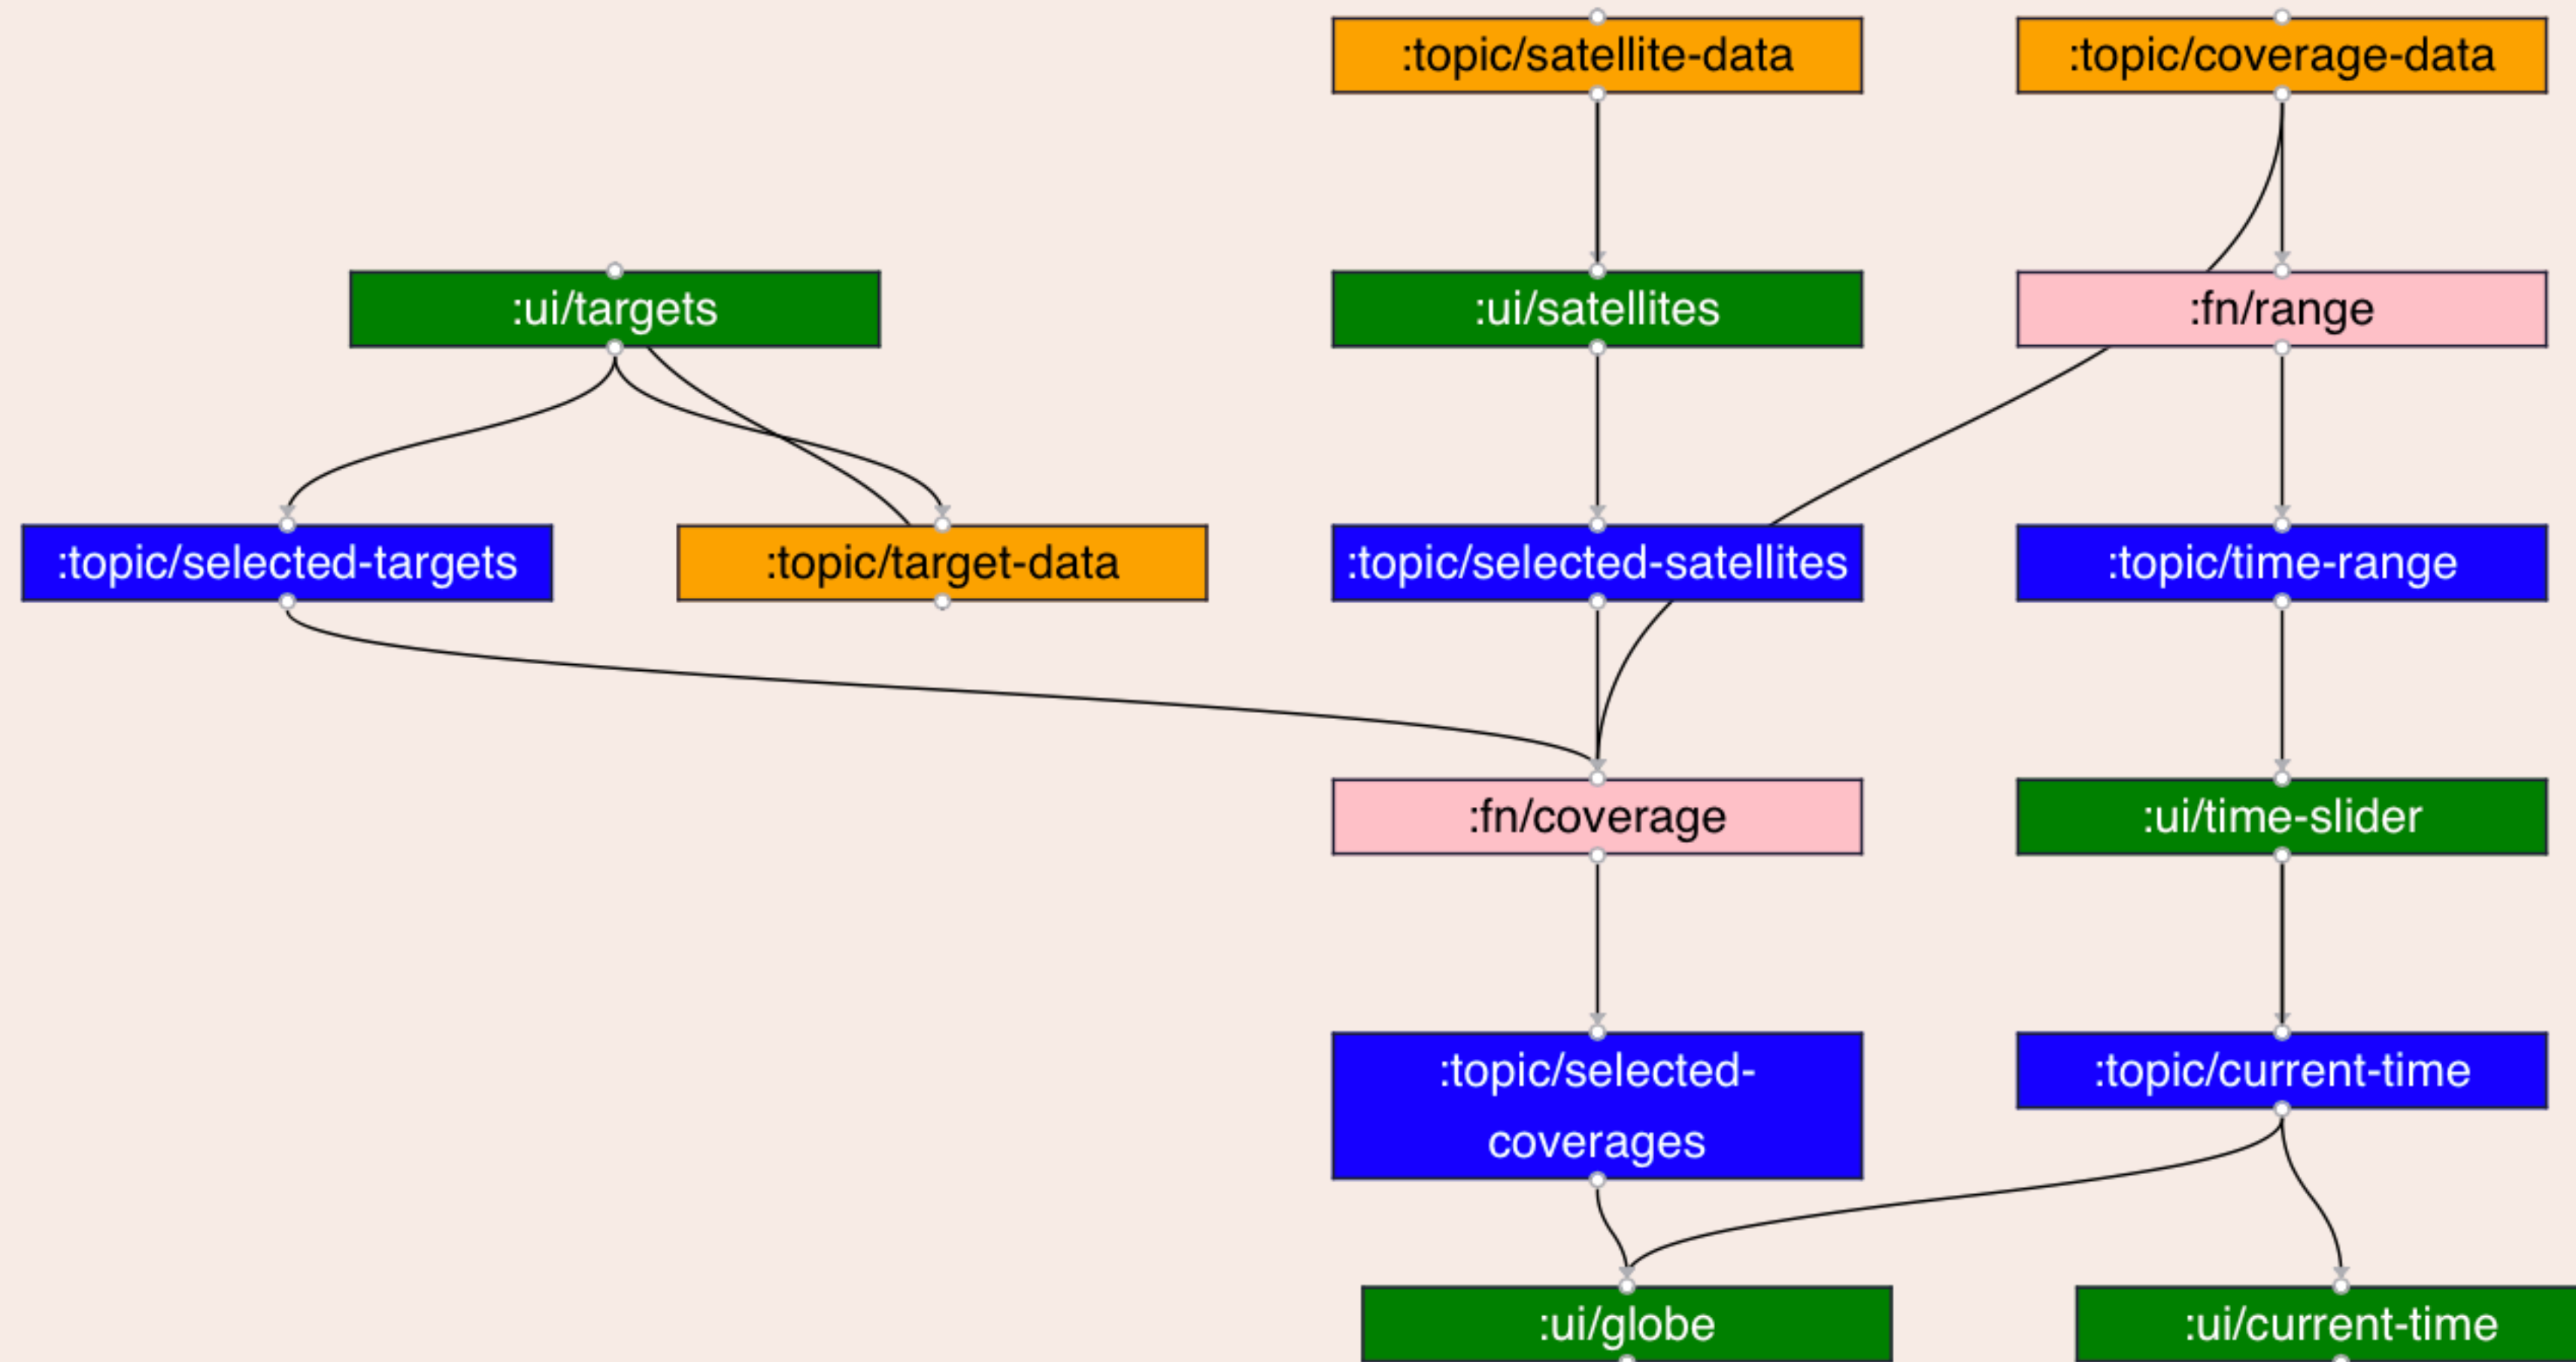 :topic/satellite-data
:topic/coverage-data
:ui/targets
:ui/satellites
:fn/range
:topic/selected-targets
:topic/target-data
:topic/selected-satellites
:topic/time-range
:fn/coverage
:ui/time-slider
:topic/selected-
coverages
:topic/current-time
:ui/globe
:ui/current-time